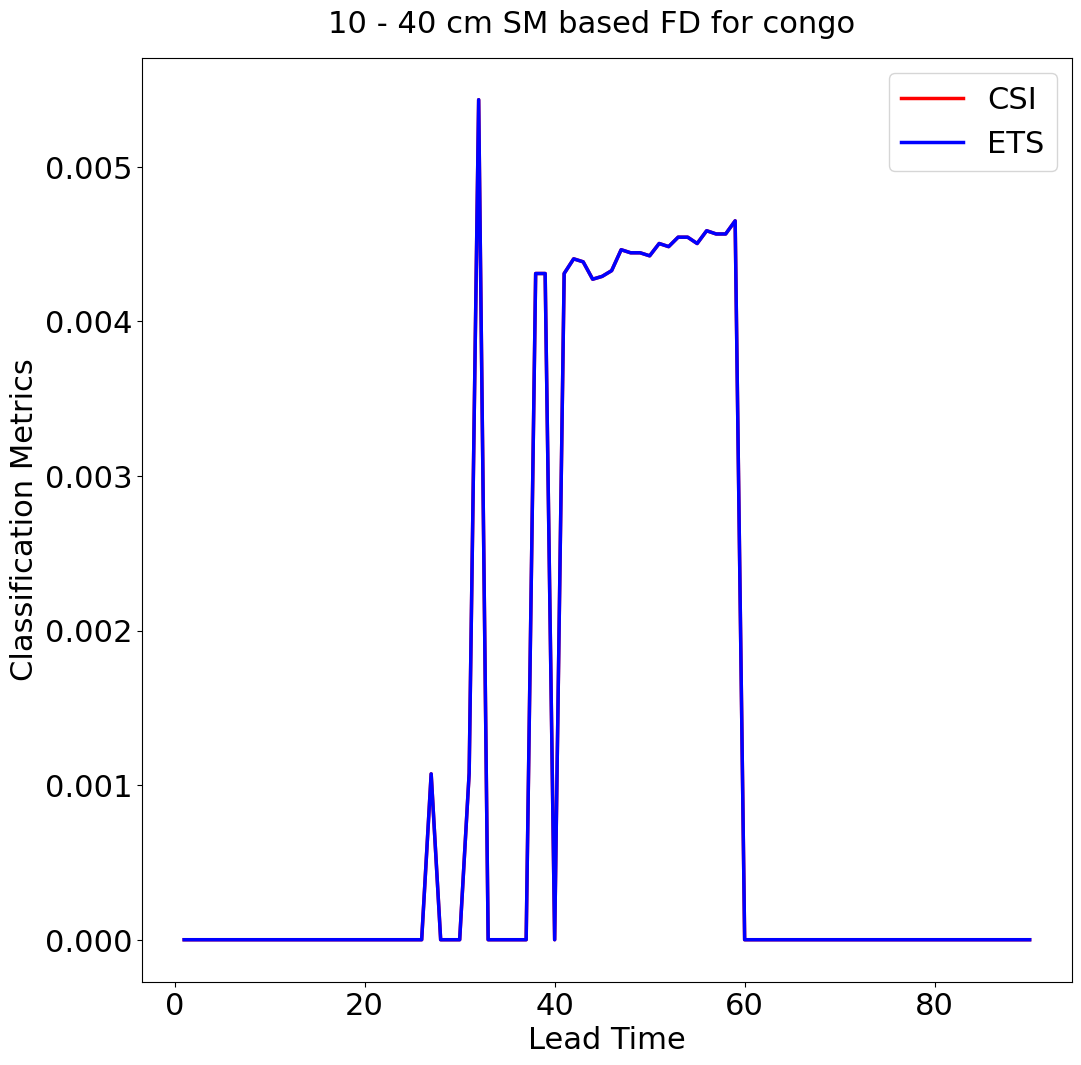 10 - 40 cm SM based FD for congo
CSI
ETS
Classification Metrics
0.005
0.004
0.003
0.002
0.001
0.000
0 20 40 60 80
Lead Time